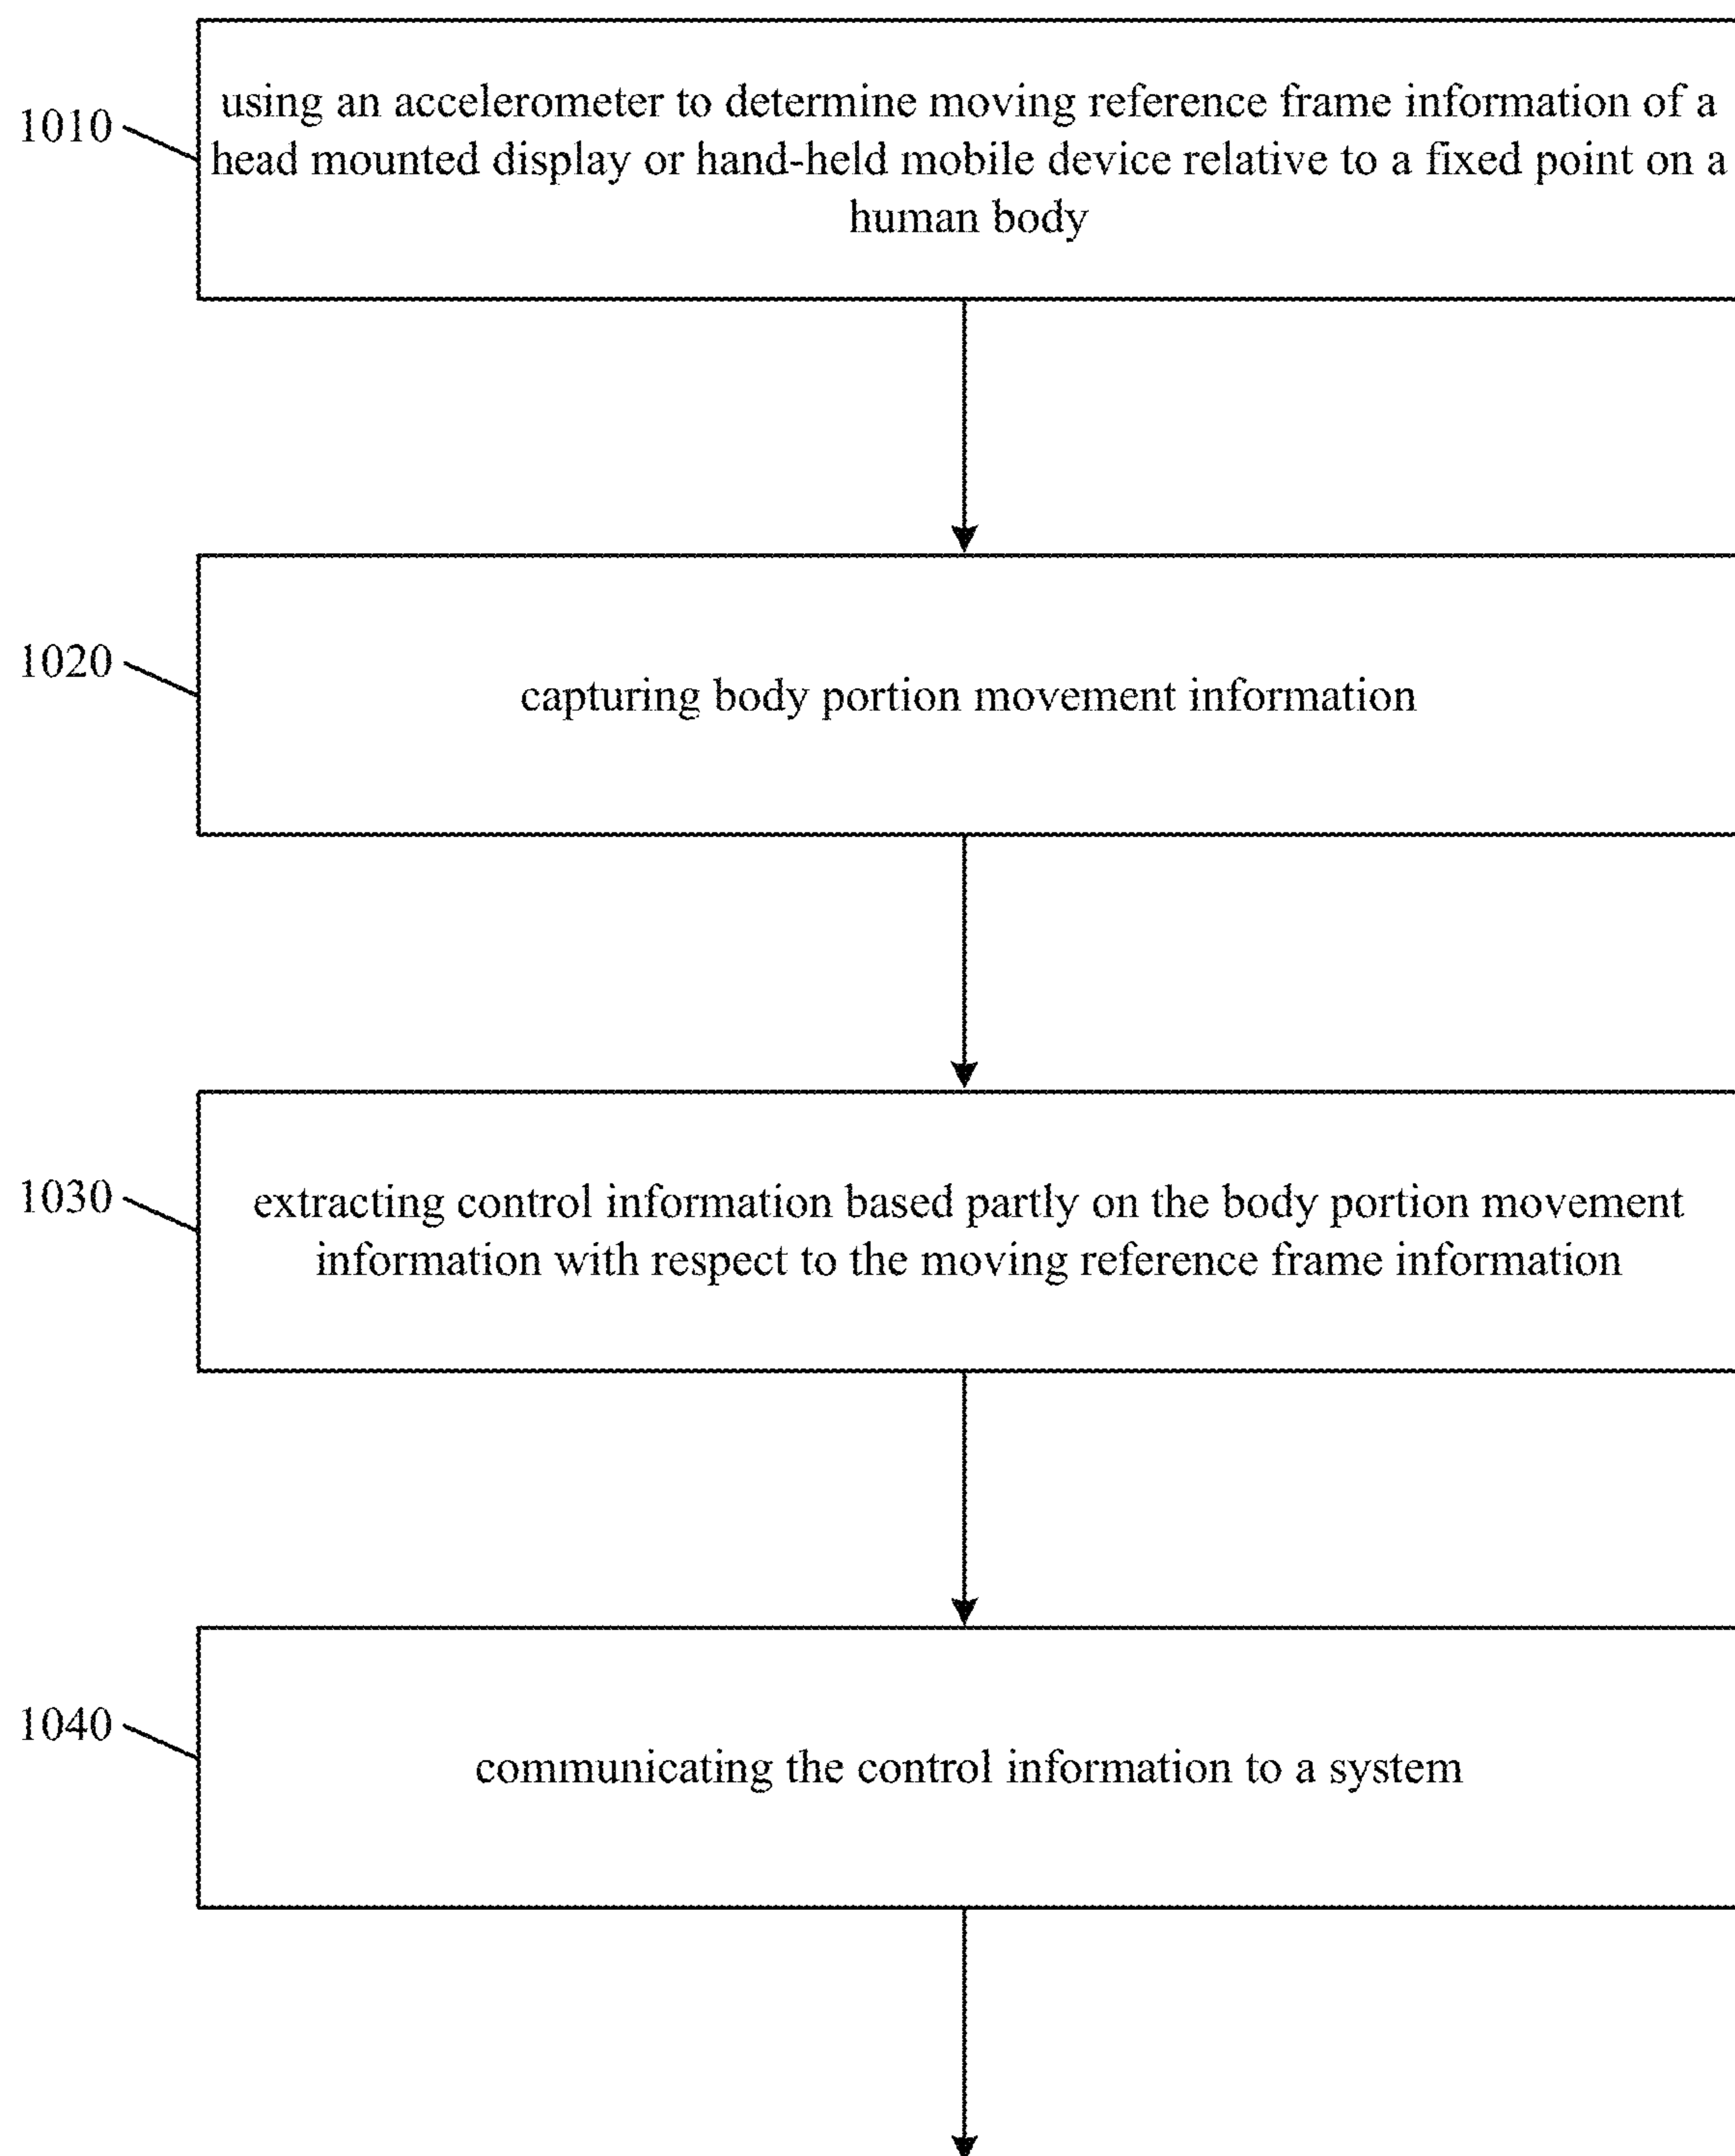 1010
using an accelerometer to determine moving reference frame information of a
head mounted display or hand-held mobile device relative to a fixed point on a
human body
1020
capturing body portion movement information
1030
extracting control information based partly on the body portion movement
information with respect to the moving reference frame information
1040
communicating the control information to a system